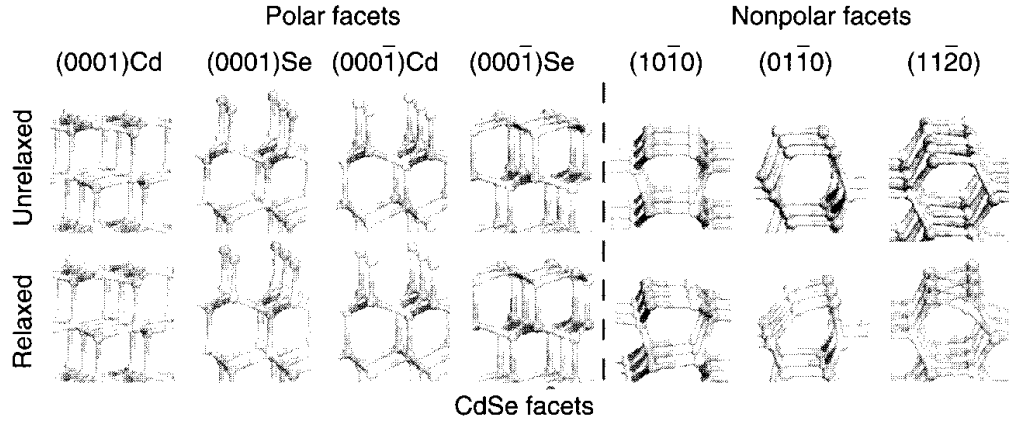 Polar facets Nonpolar facets
(0001)Cd (0001)Se (0001̄)Cd (0001̄)Se (101̄0) (011̄0) (112̄0)
Unrelaxed
Relaxed
CdSe facets